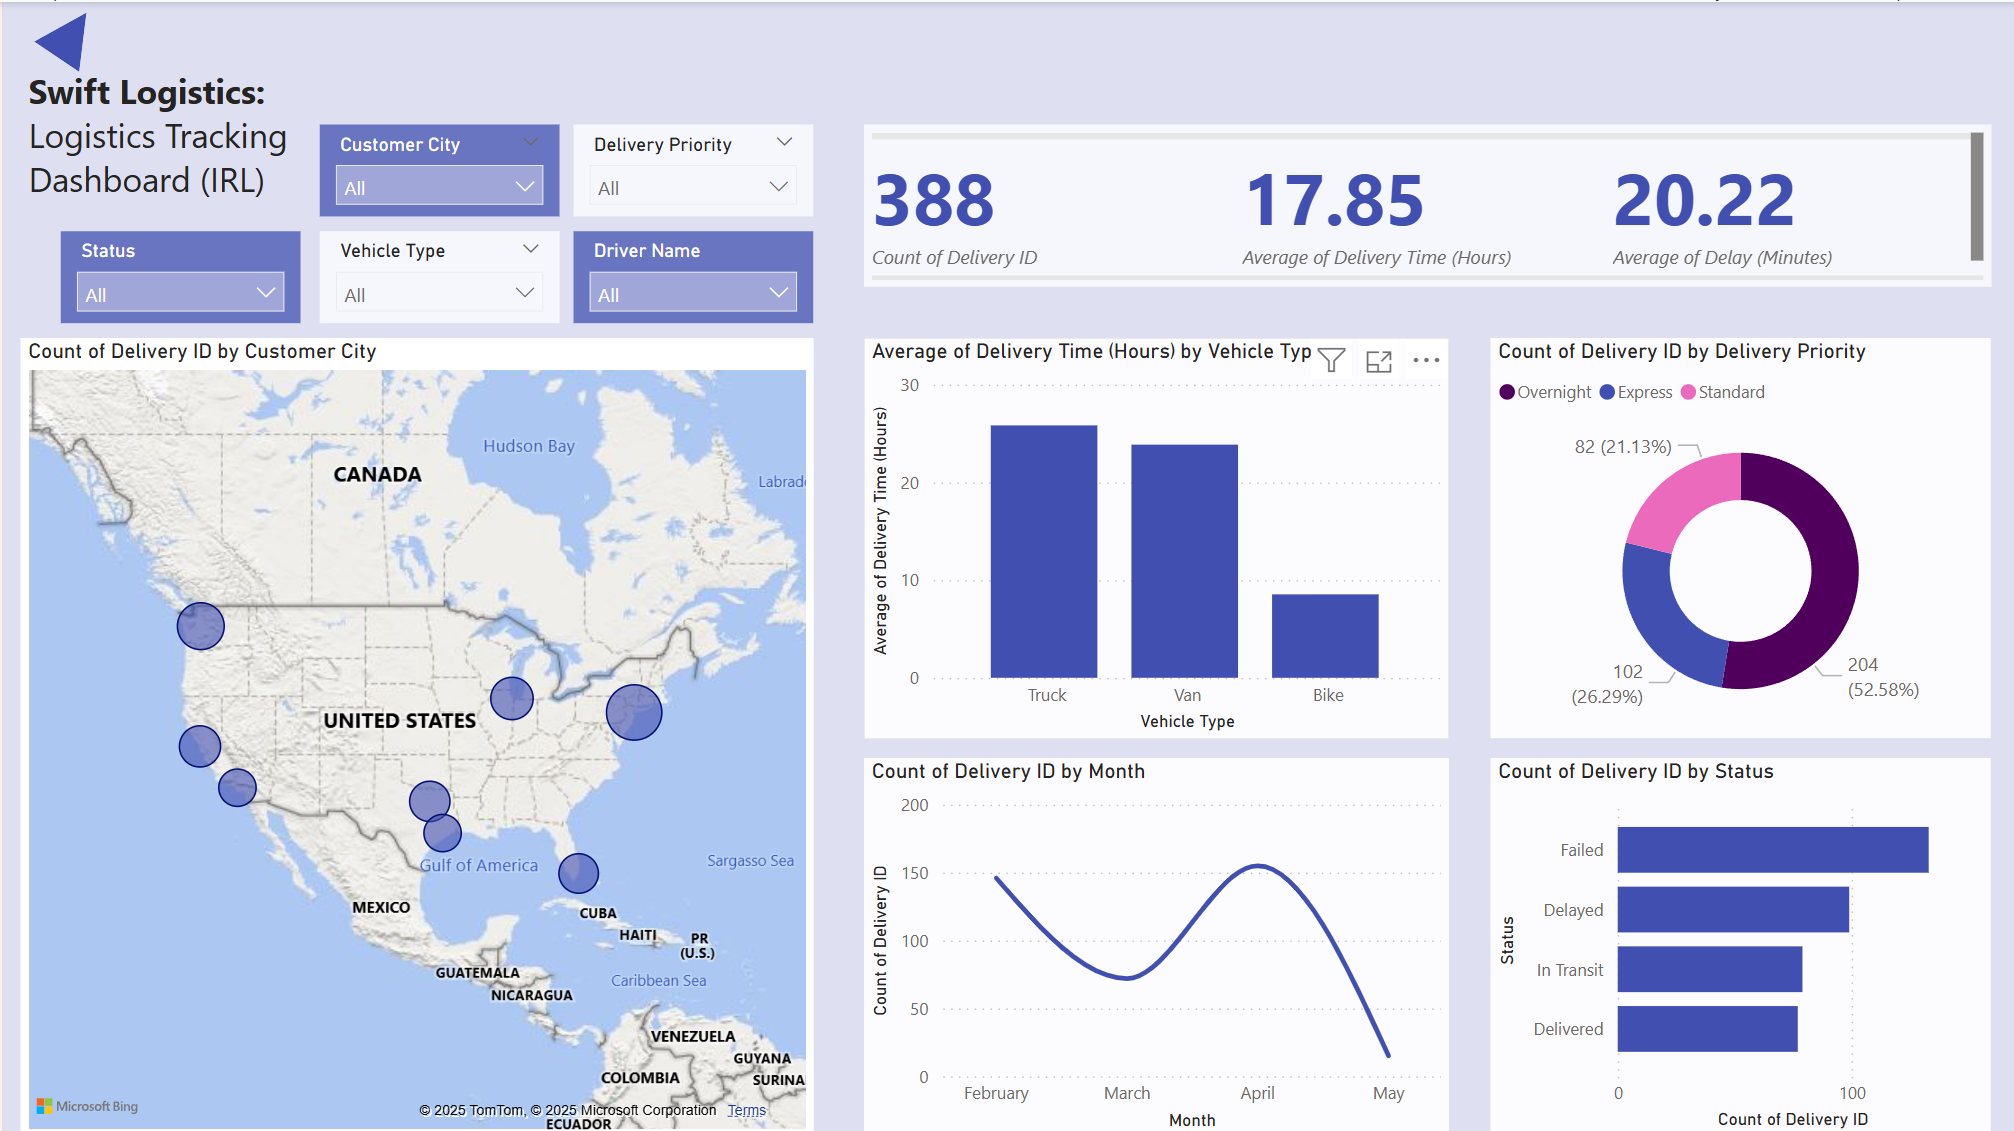 Swift Logistics:
Logistics Tracking
Dashboard (IRL)
Customer City
All
Delivery Priority
All
Status
All
Vehicle Type
All
Driver Name
All
388
Count of Delivery ID
17.85
Average of Delivery Time (Hours)
20.22
Average of Delay (Minutes)
Count of Delivery ID by Customer City
Hudson Bay
CANADA
Labrad
UNITED STATES
Gulf of America
Sargasso Sea
MEXICO
CUBA
HAITI
PR
(U.S.)
GUATEMALA
Caribbean Sea
NICARAGUA
VENEZUELA
GUYANA
COLOMBIA
SURINA
Microsoft Bing
© 2025 TomTom, © 2025 Microsoft Corporation Terms
ECUADOR
Average of Delivery Time (Hours) by Vehicle Typ
Average of Delivery Time (Hours)
30
20
10
0
Truck
Van
Bike
Vehicle Type
Count of Delivery ID by Delivery Priority
Overnight
Express
Standard
82 (21.13%)
102
(26.29%)
204
(52.58%)
Count of Delivery ID by Month
Count of Delivery ID
200
150
100
50
0
February
March
April
May
Month
Count of Delivery ID by Status
Status
Failed
Delayed
In Transit
Delivered
0
100
Count of Delivery ID